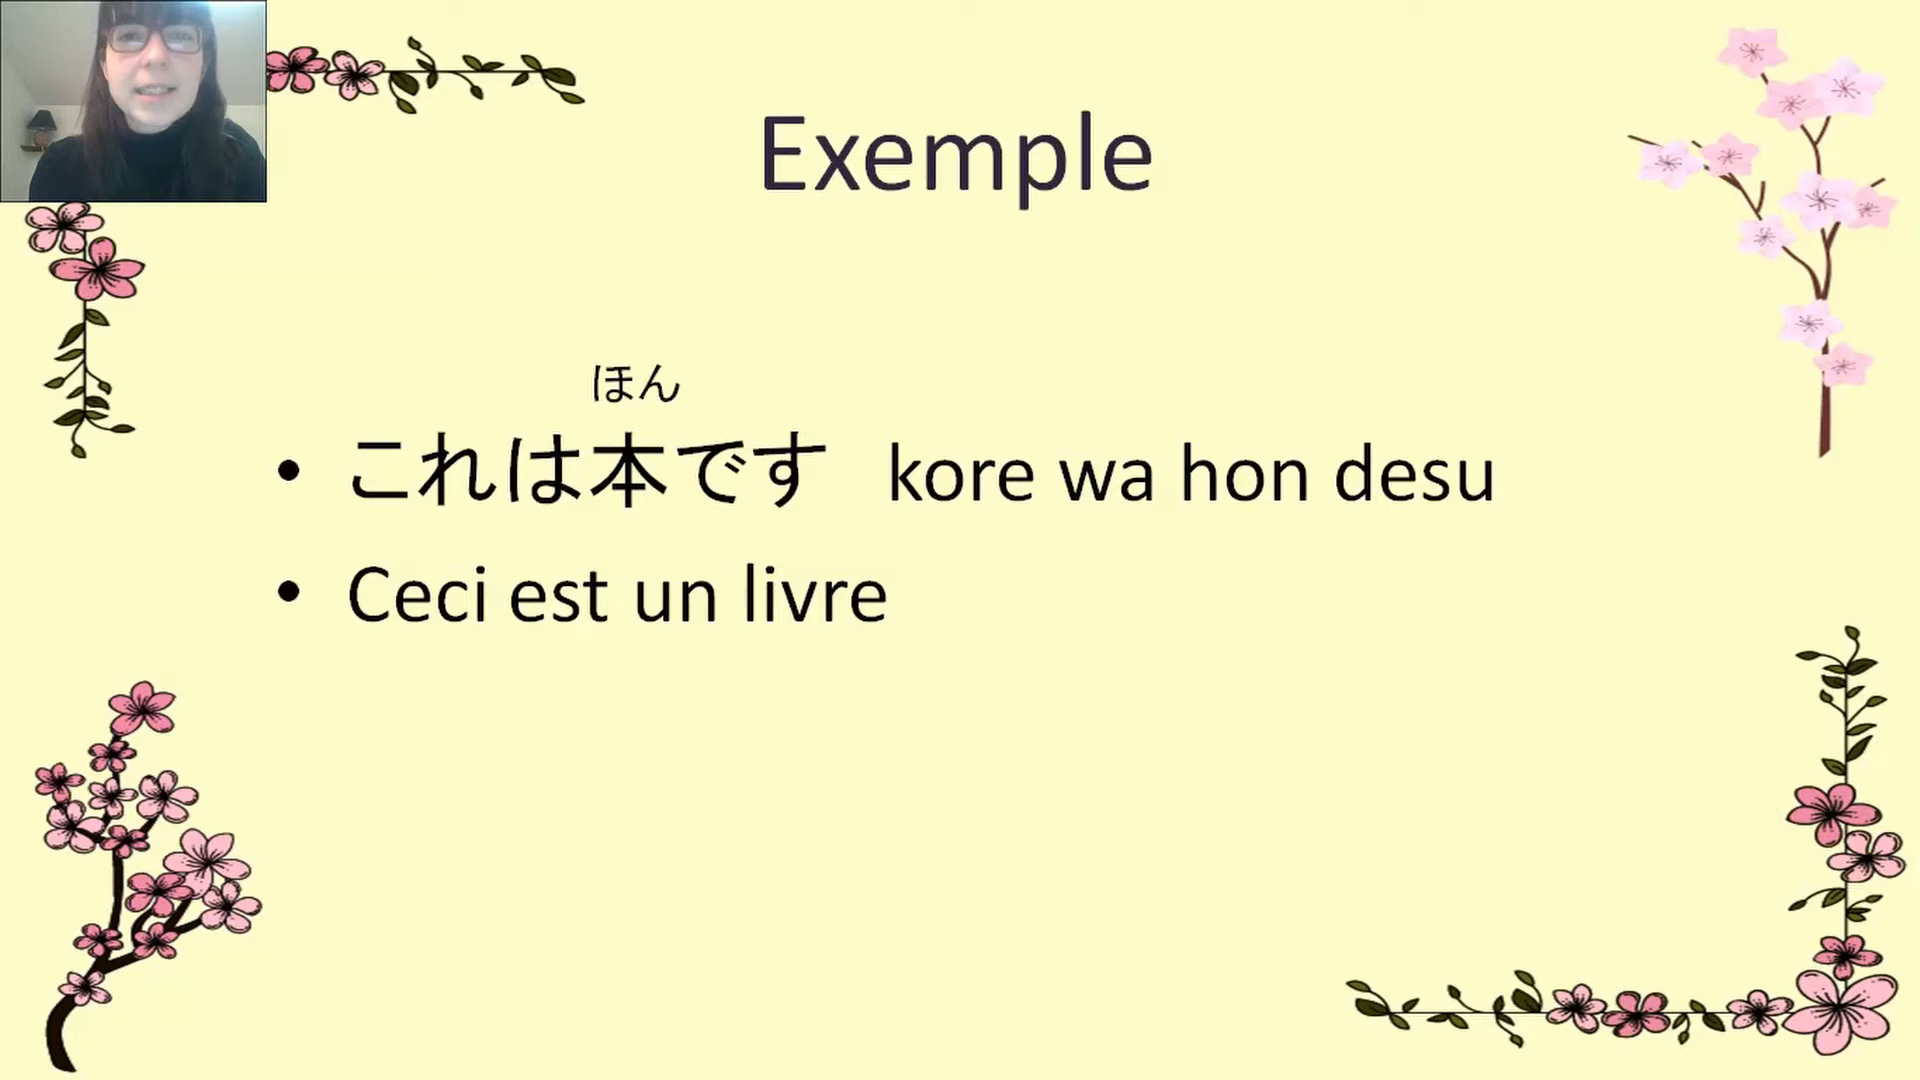 Exemple
ほん
• これは本です kore wa hon desu
• Ceci est un livre